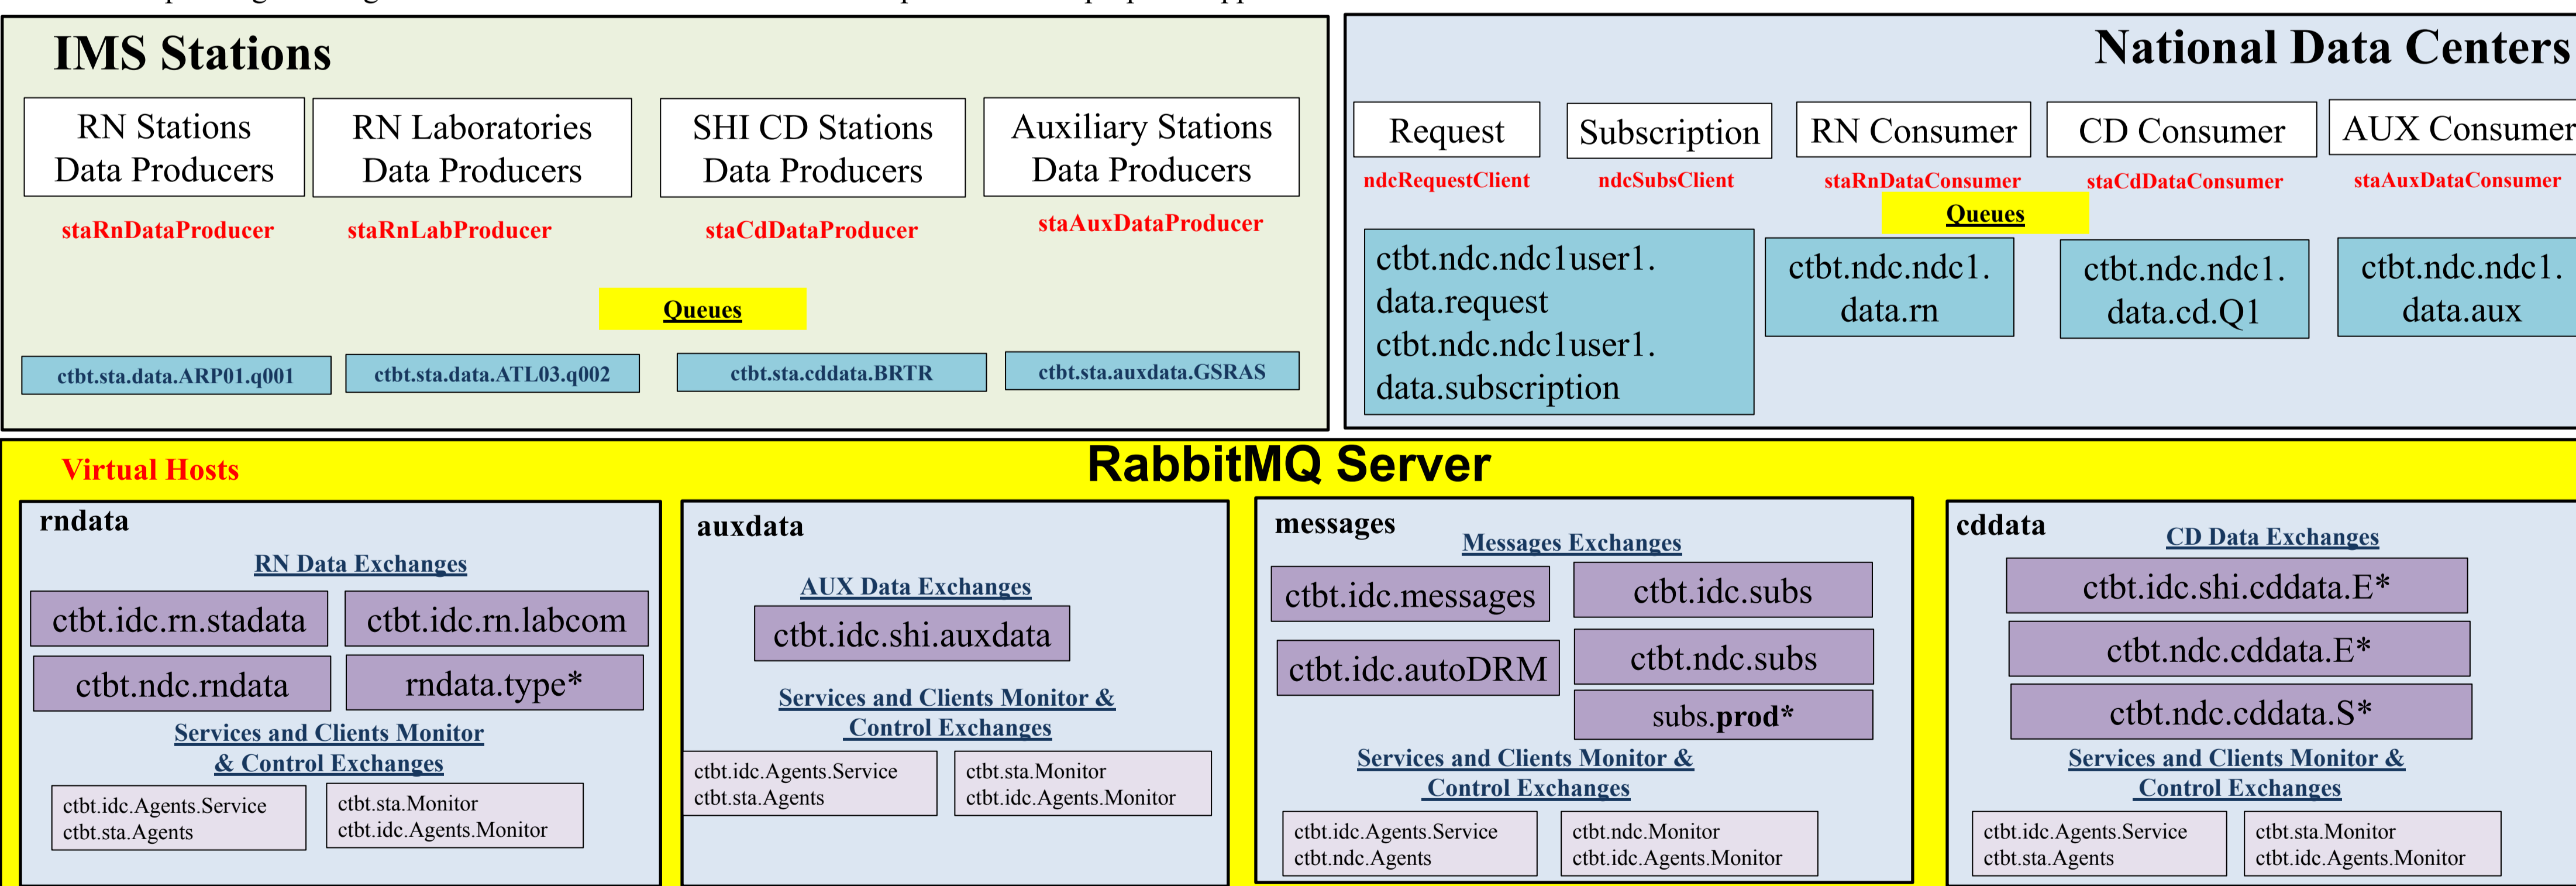 IMS Stations
RN Stations
Data Producers
RN Laboratories
Data Producers
SHI CD Stations
Data Producers
Auxiliary Stations
Data Producers
staRnDataProducer
staRnLabProducer
staCdDataProducer
staAuxDataProducer
Queues
ctbt.sta.data.ARP01.q001
ctbt.sta.data.ATL03.q002
ctbt.sta.cddata.BRTR
ctbt.sta.auxdata.GSRAS
National Data Centers
Request
Subscription
RN Consumer
CD Consumer
AUX Consumer
ndcRequestClient
ndcSubsClient
staRnDataConsumer
staCdDataConsumer
staAuxDataConsumer
Queues
ctbt.ndc.ndc1user1.
data.request
ctbt.ndc.ndc1user1.
data.subscription
ctbt.ndc.ndc1.
data.rn
ctbt.ndc.ndc1.
data.cd.Q1
ctbt.ndc.ndc1.
data.aux
RabbitMQ Server
Virtual Hosts
rndata
RN Data Exchanges
ctbt.idc.rn.stadata
ctbt.idc.rn.labcom
ctbt.ndc.rndata
rndata.type*
Services and Clients Monitor
& Control Exchanges
ctbt.idc.Agents.Service
ctbt.sta.Agents
ctbt.sta.Monitor
ctbt.idc.Agents.Monitor
auxdata
AUX Data Exchanges
ctbt.idc.shi.auxdata
Services and Clients Monitor &
Control Exchanges
ctbt.idc.Agents.Service
ctbt.sta.Agents
ctbt.sta.Monitor
ctbt.idc.Agents.Monitor
messages
Messages Exchanges
ctbt.idc.messages
ctbt.idc.subs
ctbt.idc.autoDRM
ctbt.ndc.subs
subs.prod*
Services and Clients Monitor &
Control Exchanges
ctbt.idc.Agents.Service
ctbt.ndc.Agents
ctbt.ndc.Monitor
ctbt.idc.Agents.Monitor
cddata
CD Data Exchanges
ctbt.idc.shi.cddata.E*
ctbt.ndc.cddata.E*
ctbt.ndc.cddata.S*
Services and Clients Monitor &
Control Exchanges
ctbt.idc.Agents.Service
ctbt.sta.Agents
ctbt.sta.Monitor
ctbt.idc.Agents.Monitor